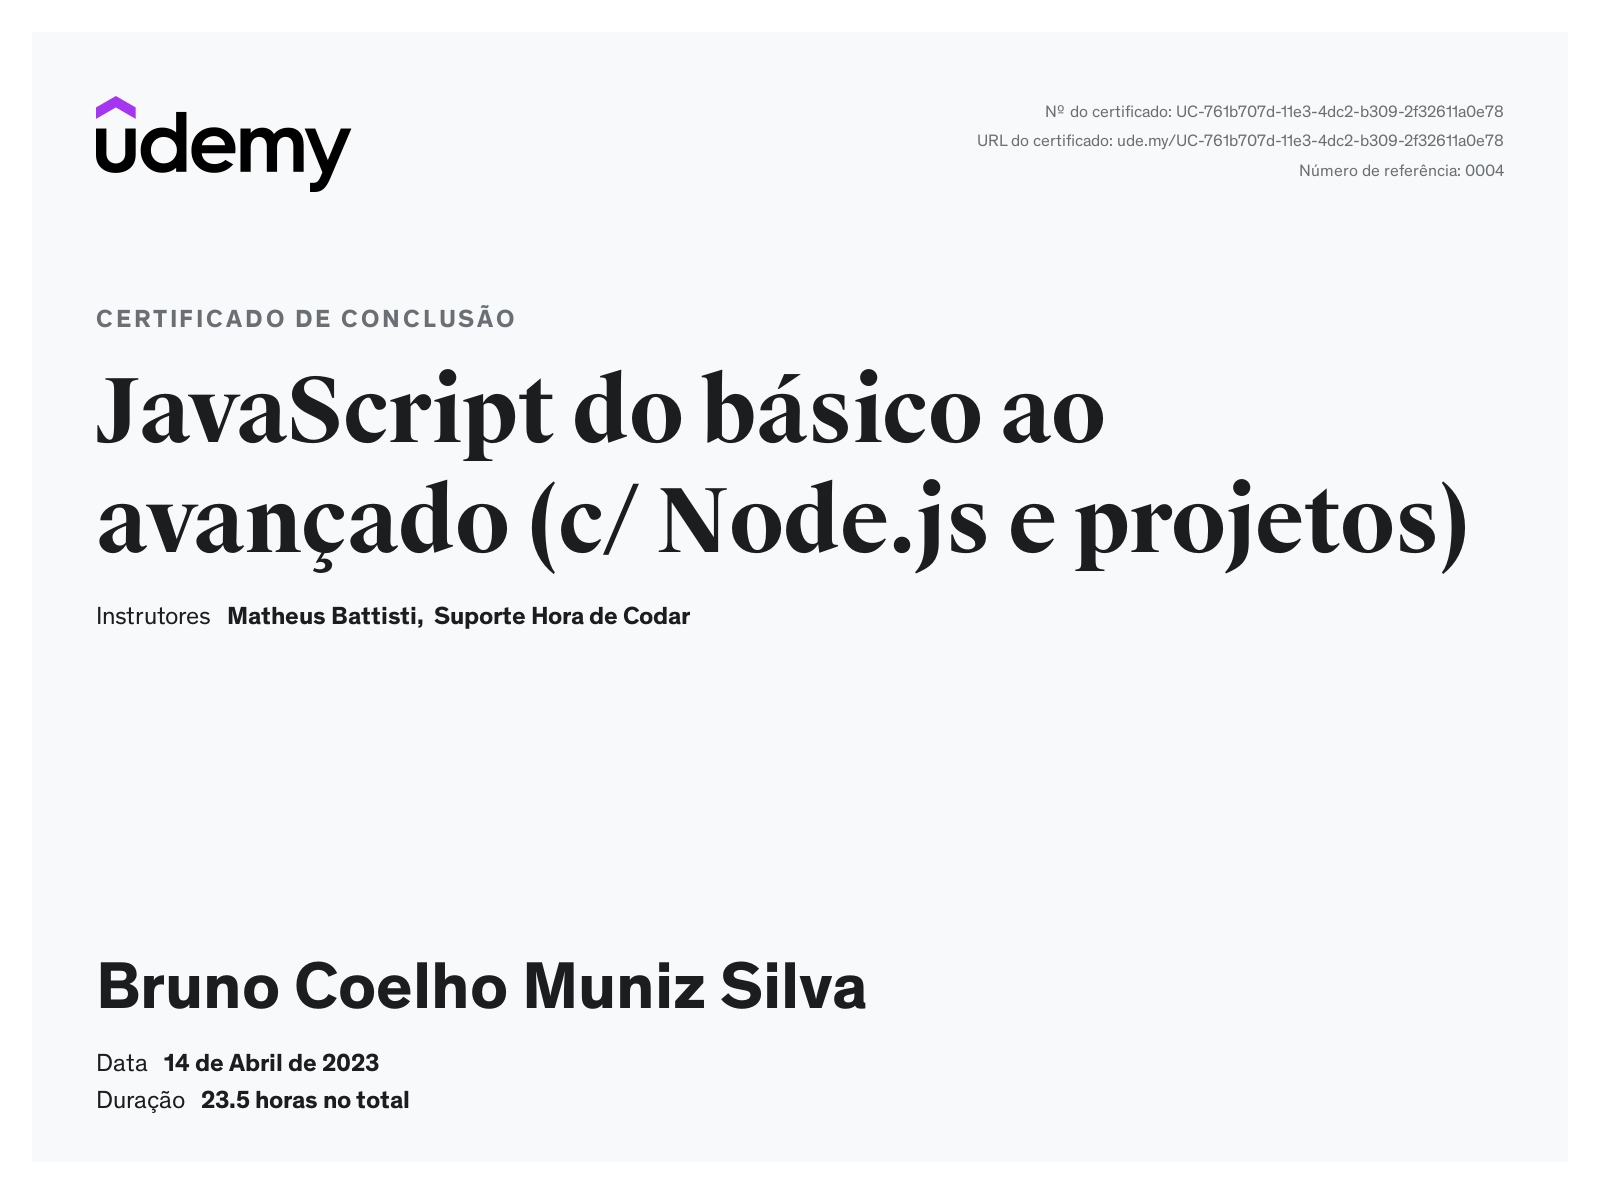 udemy
Nº do certificado: UC-761b707d-11e3-4dc2-b309-2f32611a0e78
URL do certificado: ude.my/UC-761b707d-11e3-4dc2-b309-2f32611a0e78
Número de referência: 0004
CERTIFICADO DE CONCLUSÃO
JavaScript do básico ao
avançado (c/ Node.js e projetos)
Instrutores Matheus Battisti, Suporte Hora de Codar
Bruno Coelho Muniz Silva
Data 14 de Abril de 2023
Duração 23.5 horas no total